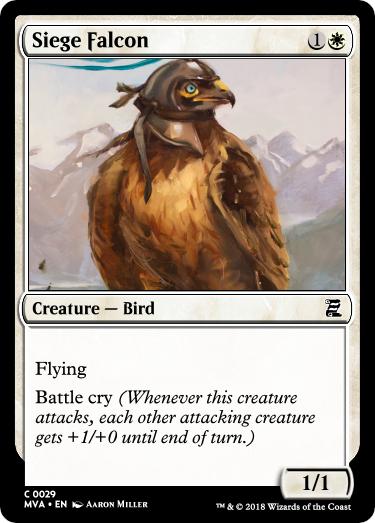 Siege Falcon 1
Creature — Bird
Flying
Battle cry (Whenever this creature
attacks, each other attacking creature
gets +1/+0 until end of turn.)
1/1
C 0029
MVA • EN Aaron Miller
™ & © 2018 Wizards of the Coast